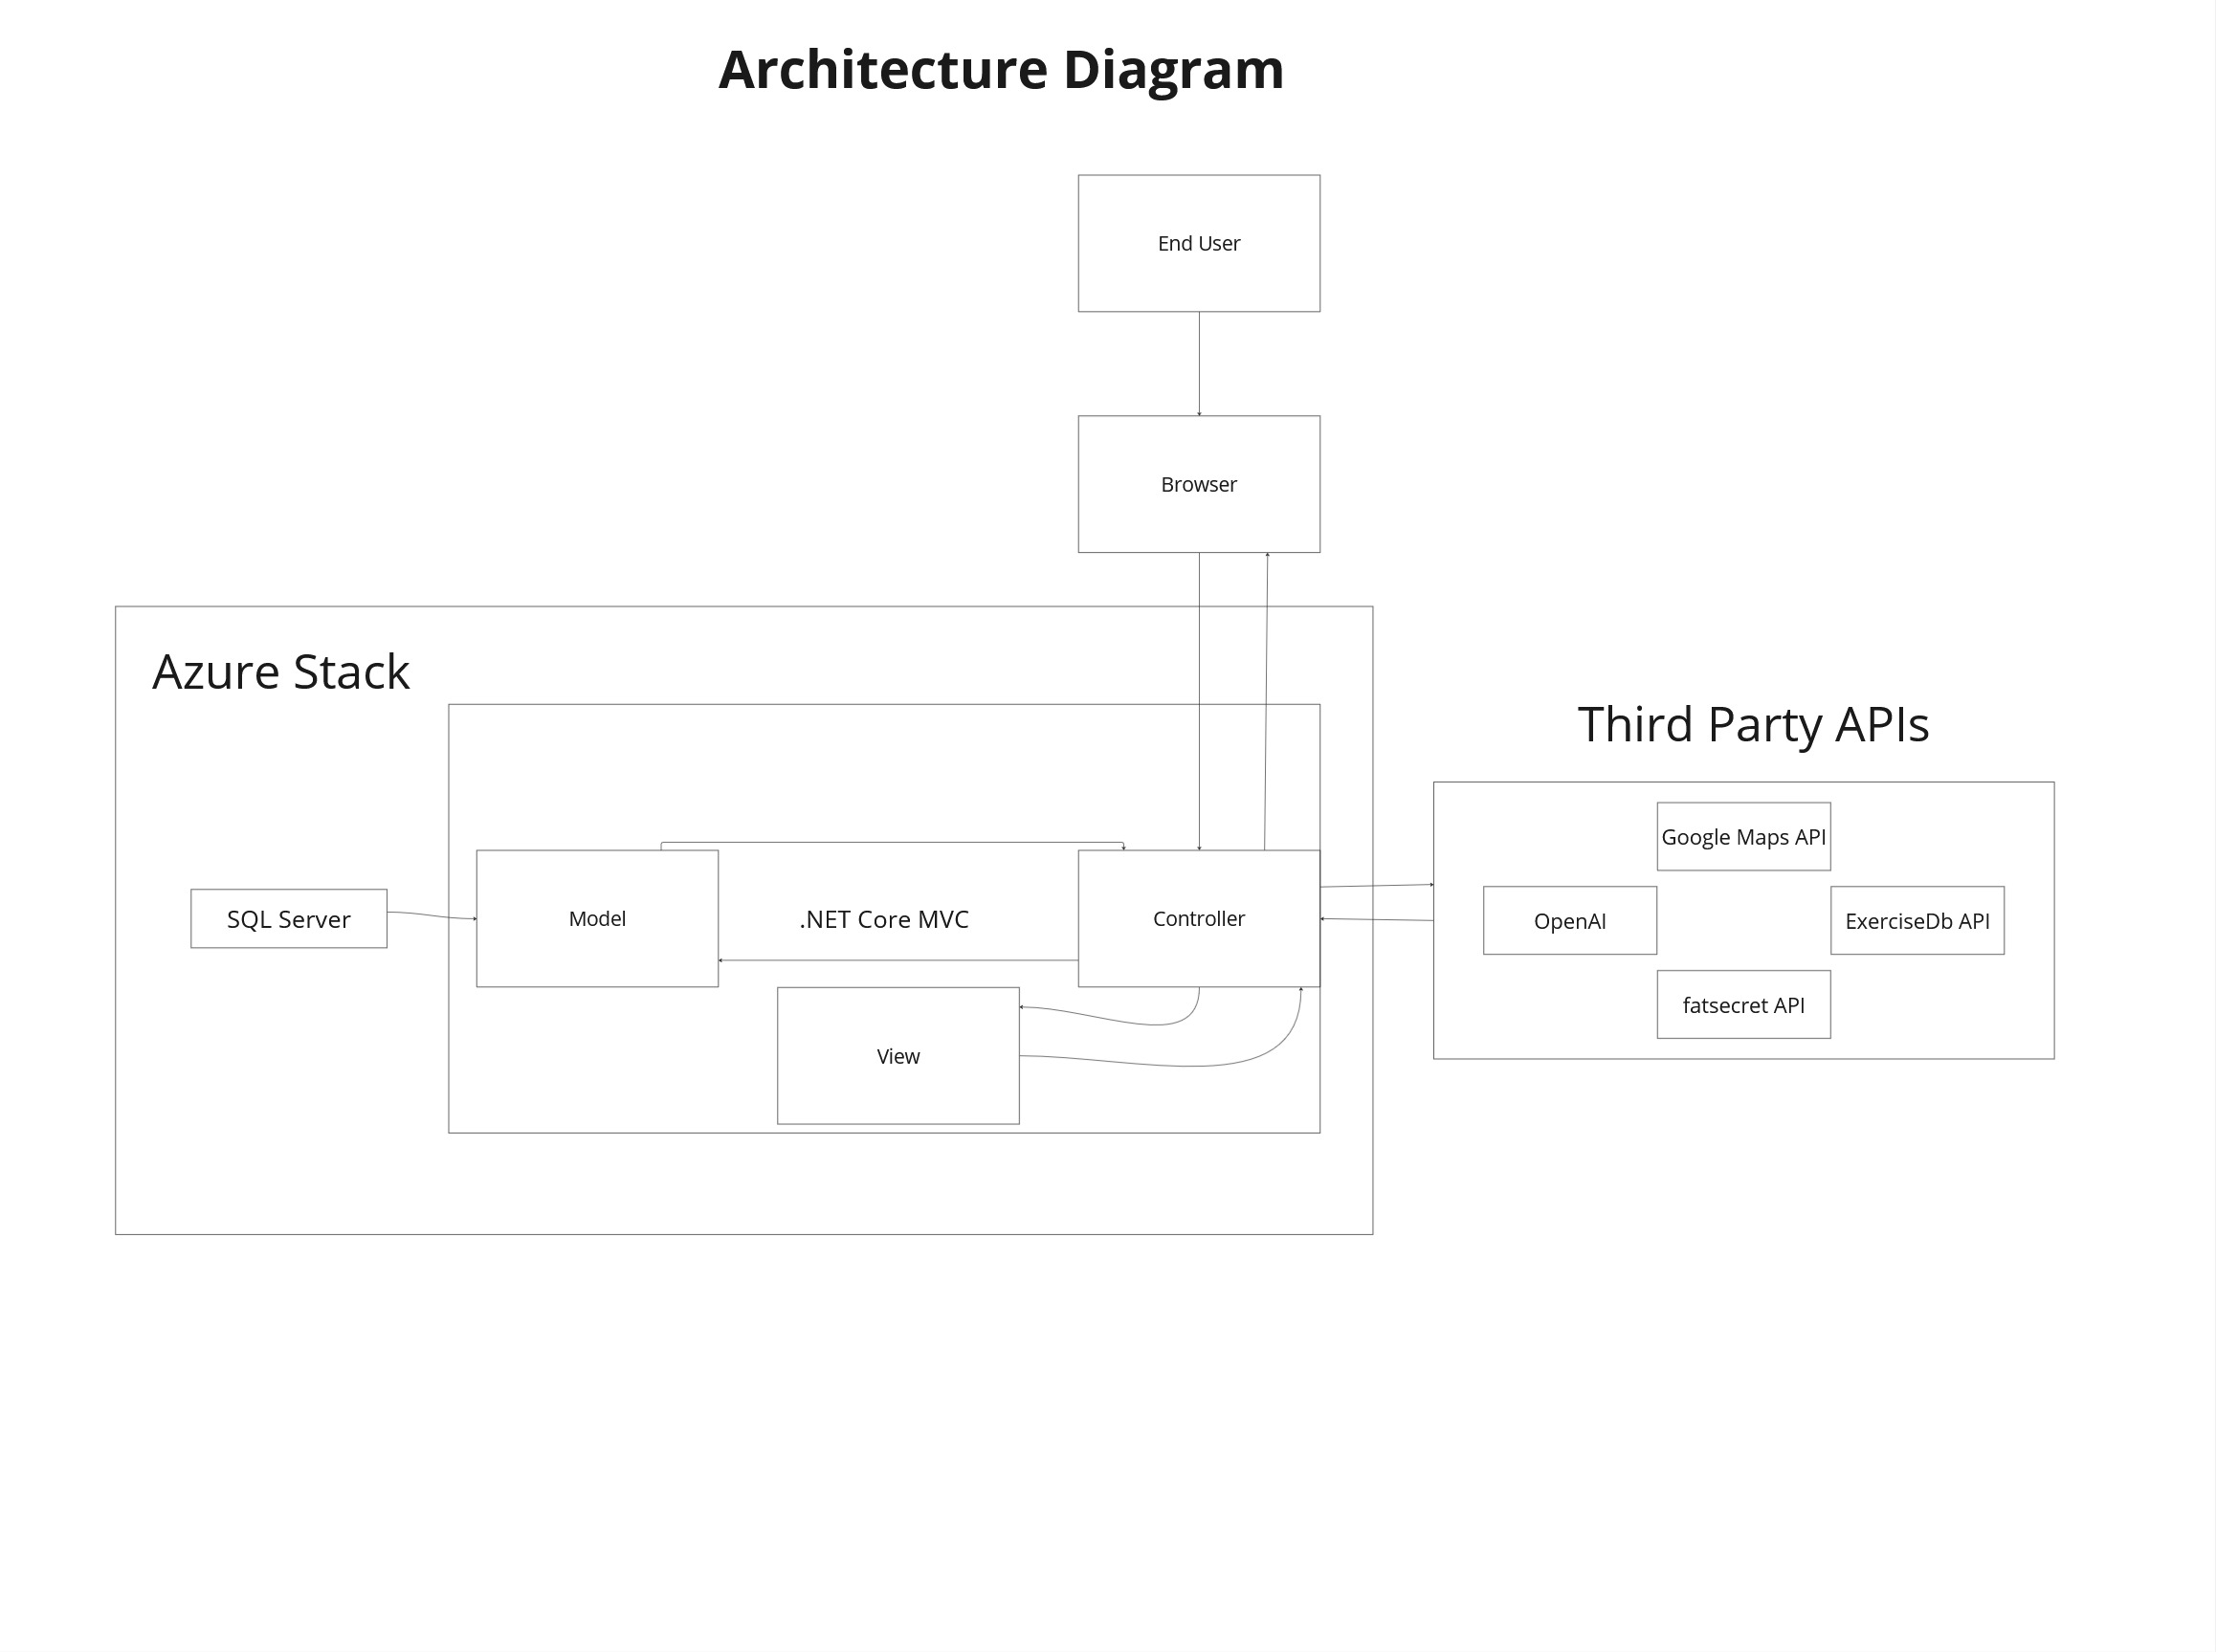 Architecture Diagram
End User
Browser
Azure Stack
Third Party APIs
Google Maps API
SQL Server
Model
.NET Core MVC
Controller
OpenAI
ExerciseDb API
fatsecret API
View